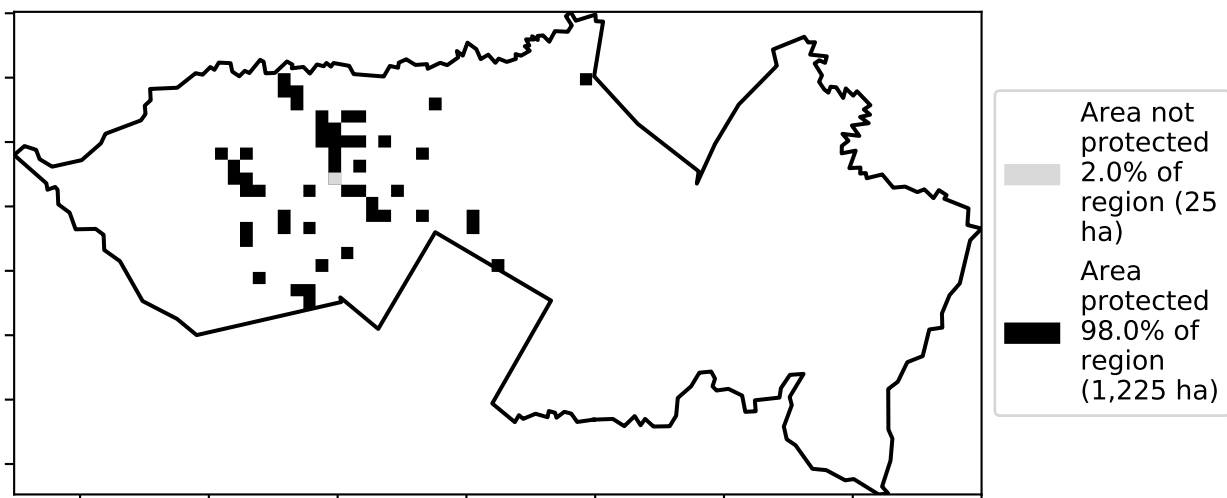 Area not
protected
2.0% of
region (25
ha)
Area
protected
98.0% of
region
(1,225 ha)